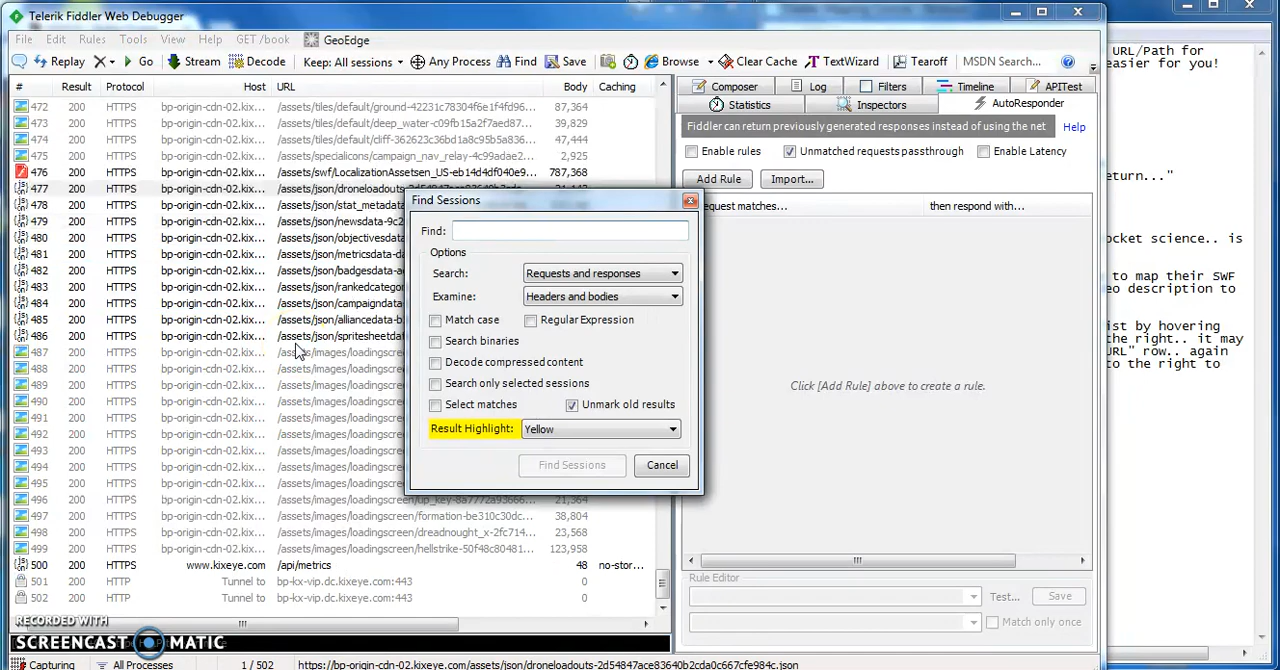 Telerik Fiddler Web Debugger
File Edit Rules Tools View Help GET /book GeoEdge
Replay Go Stream Decode Keep: All sessions Any Process Find Save Browse Clear Cache TextWizard Tearoff MSDN Search...
# Result Protocol Host URL Body Caching
472 200 HTTPS bp-origin-cdn-02.kix... /assets/tiles/default/ground-42231c78304f6e1f4fd96... 87,364
473 200 HTTPS bp-origin-cdn-02.kix... /assets/tiles/default/deep_water-c09fb15a2f7aed... 39,829
474 200 HTTPS bp-origin-cdn-02.kix... /assets/tiles/default/diff-362623c36bd1a8c95b5a836... 
475 200 HTTPS bp-origin-cdn-02.kix... /assets/specialicons/campaign_nav_relay-4c99adae... 2,925
476 200 HTTPS bp-origin-cdn-02.kix... /assets/swf/LocalizationAssetsen_US-eb14d4df040e9... 787,368
477 200 HTTPS bp-origin-cdn-02.kix... /assets/json/droneloadouts-2d54847ace83640b2cda0c667cfe984c.json
478 200 HTTPS bp-origin-cdn-02.kix... /assets/json/stat_metadata
479 200 HTTPS bp-origin-cdn-02.kix... /assets/json/newsdata-9c2
480 200 HTTPS bp-origin-cdn-02.kix... /assets/json/objectivesdat
481 200 HTTPS bp-origin-cdn-02.kix... /assets/json/metricsdata-d
482 200 HTTPS bp-origin-cdn-02.kix... /assets/json/badgesdata-a
483 200 HTTPS bp-origin-cdn-02.kix... /assets/json/rankedcategor
484 200 HTTPS bp-origin-cdn-02.kix... /assets/json/campaigndata
485 200 HTTPS bp-origin-cdn-02.kix... /assets/json/alliancedata-b
486 200 HTTPS bp-origin-cdn-02.kix... /assets/json/spritesheetdat
487 200 HTTPS bp-origin-cdn-02.kix... /assets/images/loadingscree
488 200 HTTPS bp-origin-cdn-02.kix... /assets/images/loadingscree
489 200 HTTPS bp-origin-cdn-02.kix... /assets/images/loadingscree
490 200 HTTPS bp-origin-cdn-02.kix... /assets/images/loadingscree
491 200 HTTPS bp-origin-cdn-02.kix... /assets/images/loadingscree
492 200 HTTPS bp-origin-cdn-02.kix... /assets/images/loadingscree
493 200 HTTPS bp-origin-cdn-02.kix... /assets/images/loadingscree
494 200 HTTPS bp-origin-cdn-02.kix... /assets/images/loadingscree
495 200 HTTPS bp-origin-cdn-02.kix... /assets/images/loadingscree
496 200 HTTPS bp-origin-cdn-02.kix... /assets/images/loadingscreen/up_key-8a7772a93666... 21,364
497 200 HTTPS bp-origin-cdn-02.kix... /assets/images/loadingscreen/formation-be310c30dc... 38,804
498 200 HTTPS bp-origin-cdn-02.kix... /assets/images/loadingscreen/dreadnought_x-2fc714... 23,568
499 200 HTTPS bp-origin-cdn-02.kix... /assets/images/loadingscreen/hellstrike-50f48c80481... 123,958
500 200 HTTPS www.kixeye.com /api/metrics 48 no-stor...
501 200 HTTP Tunnel to bp-kx-vip.dc.kixeye.com:443 0
502 200 HTTP Tunnel to bp-kx-vip.dc.kixeye.com:443 0
Find Sessions
Find:
Options
Search: Requests and responses
Examine: Headers and bodies
Match case Regular Expression
Search binaries
Decode compressed content
Search only selected sessions
Select matches Unmark old results
Result Highlight: Yellow
Find Sessions Cancel
Composer Log Filters Timeline APITest
Statistics Inspectors AutoResponder
Fiddler can return previously generated responses instead of using the net Help
Enable rules Unmatched requests passthrough Enable Latency
Add Rule Import...
equest matches... then respond with...
Click [Add Rule] above to create a rule.
Rule Editor
Test... Save
Match only once
URL/Path for
easier for you!
eturn..."
ocket science.. is
to map their SWF
eo description to
ist by hovering
the right.. it may
URL" row.. again
to the right to
RECORDED WITH
SCREENCAST MATIC
Capturing All Processes 1 / 502 https://bp-origin-cdn-02.kixeye.com/assets/json/droneloadouts-2d54847ace83640b2cda0c667cfe984c.json